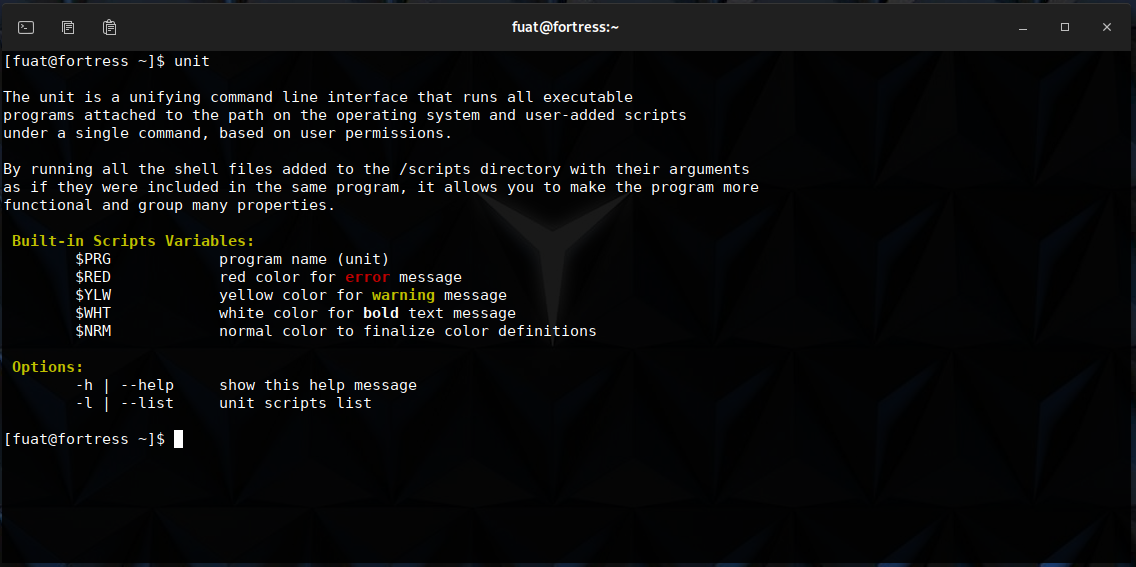 fuat@fortress:~
[fuat@fortress ~]$ unit
The unit is a unifying command line interface that runs all executable
programs attached to the path on the operating system and user-added scripts
under a single command, based on user permissions.
By running all the shell files added to the /scripts directory with their arguments
as if they were included in the same program, it allows you to make the program more
functional and group many properties.
Built-in Scripts Variables:
$PRG program name (unit)
$RED red color for error message
$YLW yellow color for warning message
$WHT white color for bold text message
$NRM normal color to finalize color definitions
Options:
-h | --help show this help message
-l | --list unit scripts list
[fuat@fortress ~]$